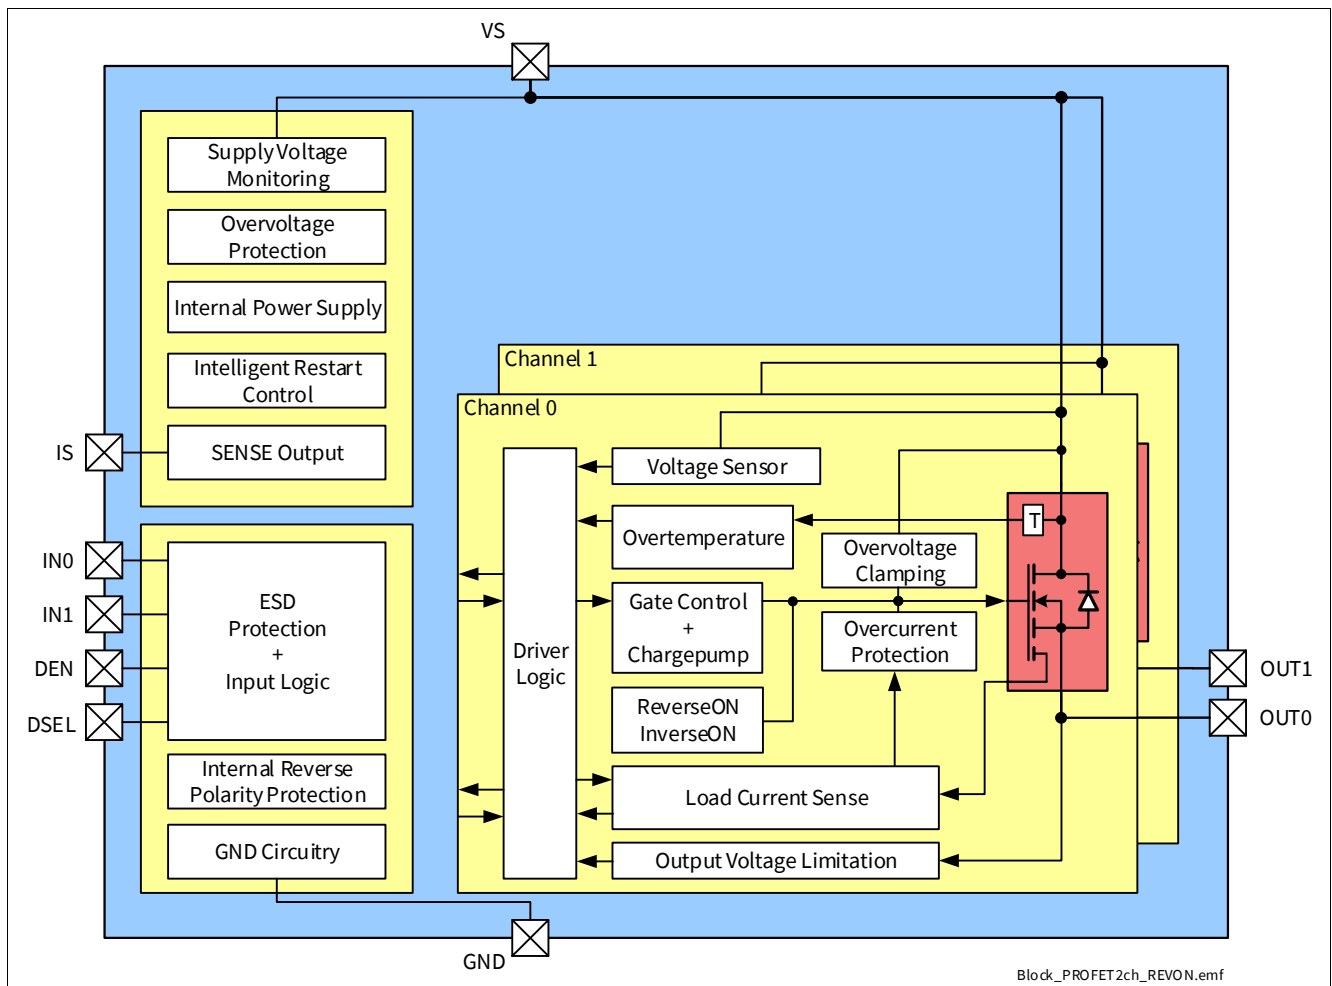 VS
Supply Voltage
Monitoring
Overvoltage
Protection
Internal Power Supply
Intelligent Restart
Control
SENSE Output
IS
IN0
IN1
DEN
DSEL
ESD
Protection
+
Input Logic
Internal Reverse
Polarity Protection
GND Circuitry
GND
Channel 1
Channel 0
Driver
Logic
Voltage Sensor
Overtemperature
T
Overvoltage
Clamping
Gate Control
+
Chargepump
Overcurrent
Protection
ReverseON
InverseON
Load Current Sense
Output Voltage Limitation
OUT1
OUT0
Block_PROFET2ch_REVON.emf